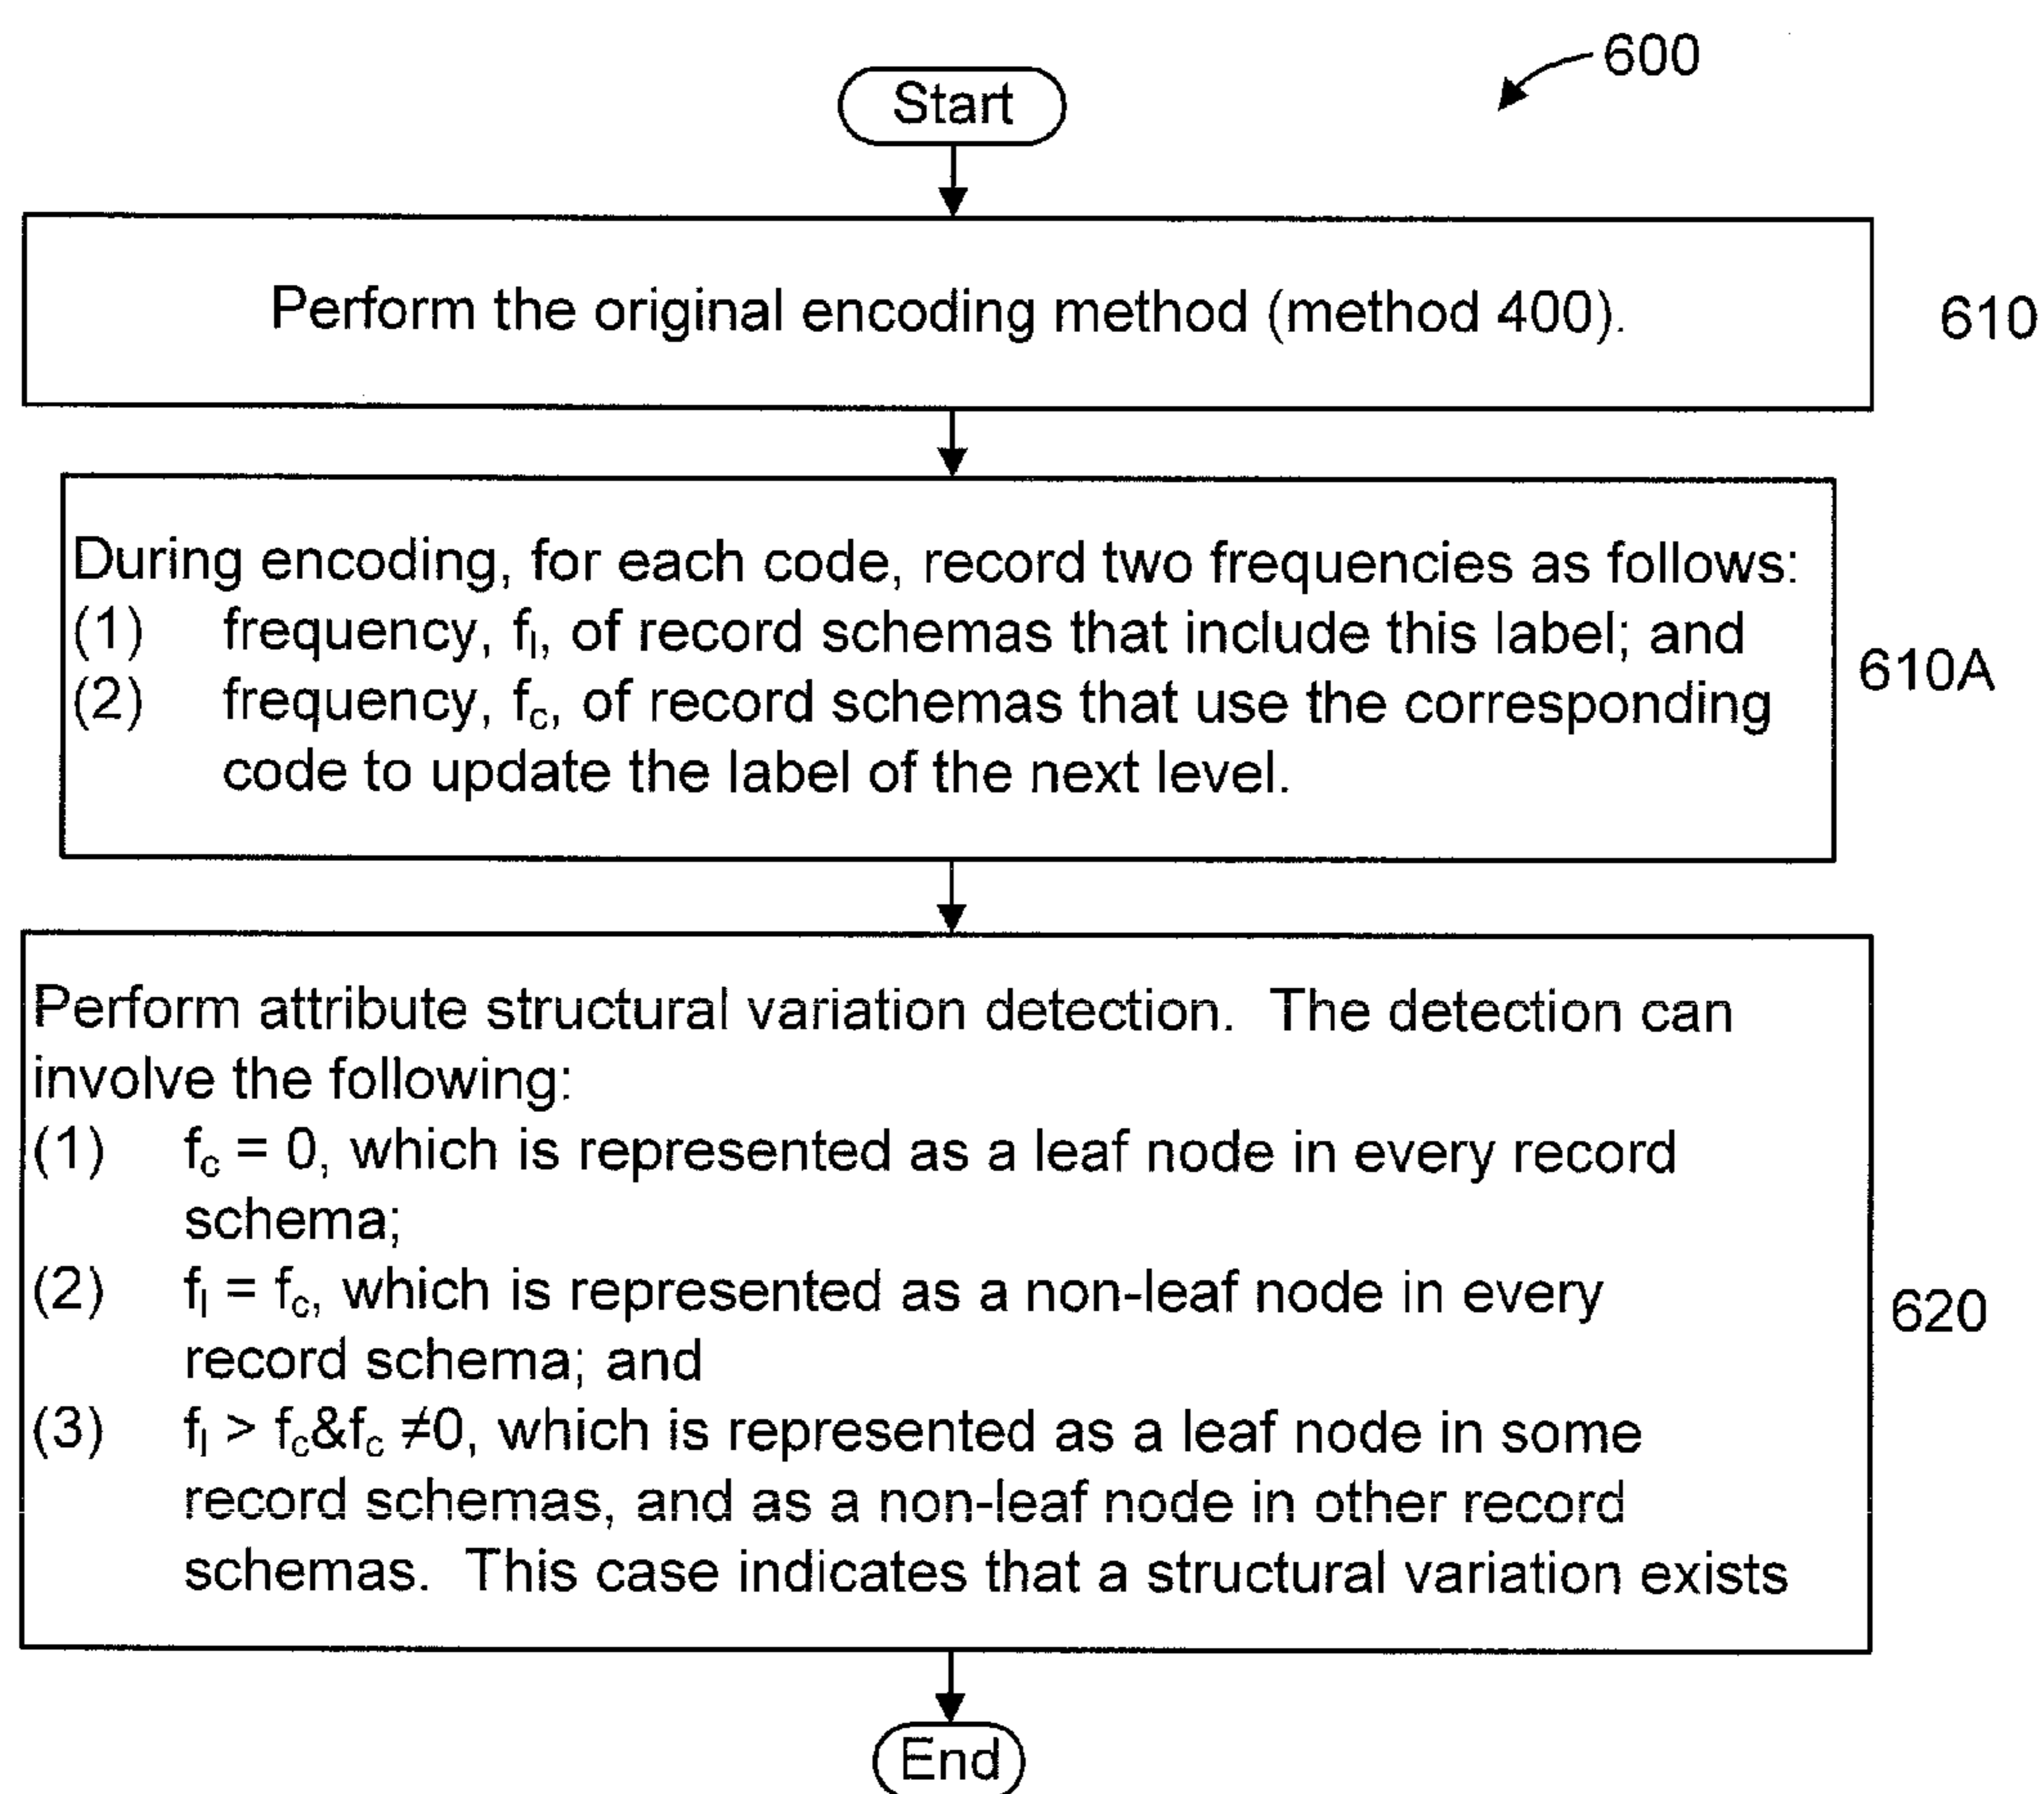 600
Start
Perform the original encoding method (method 400).
610
During encoding, for each code, record two frequencies as follows:
(1) frequency, fₗ, of record schemas that include this label; and
(2) frequency, f꜀, of record schemas that use the corresponding
code to update the label of the next level.
610A
Perform attribute structural variation detection. The detection can
involve the following:
(1) f꜀ = 0, which is represented as a leaf node in every record
schema;
(2) fₗ = f꜀, which is represented as a non-leaf node in every
record schema; and
(3) fₗ > f꜀&f꜀ ≠0, which is represented as a leaf node in some
record schemas, and as a non-leaf node in other record
schemas. This case indicates that a structural variation exists
620
End